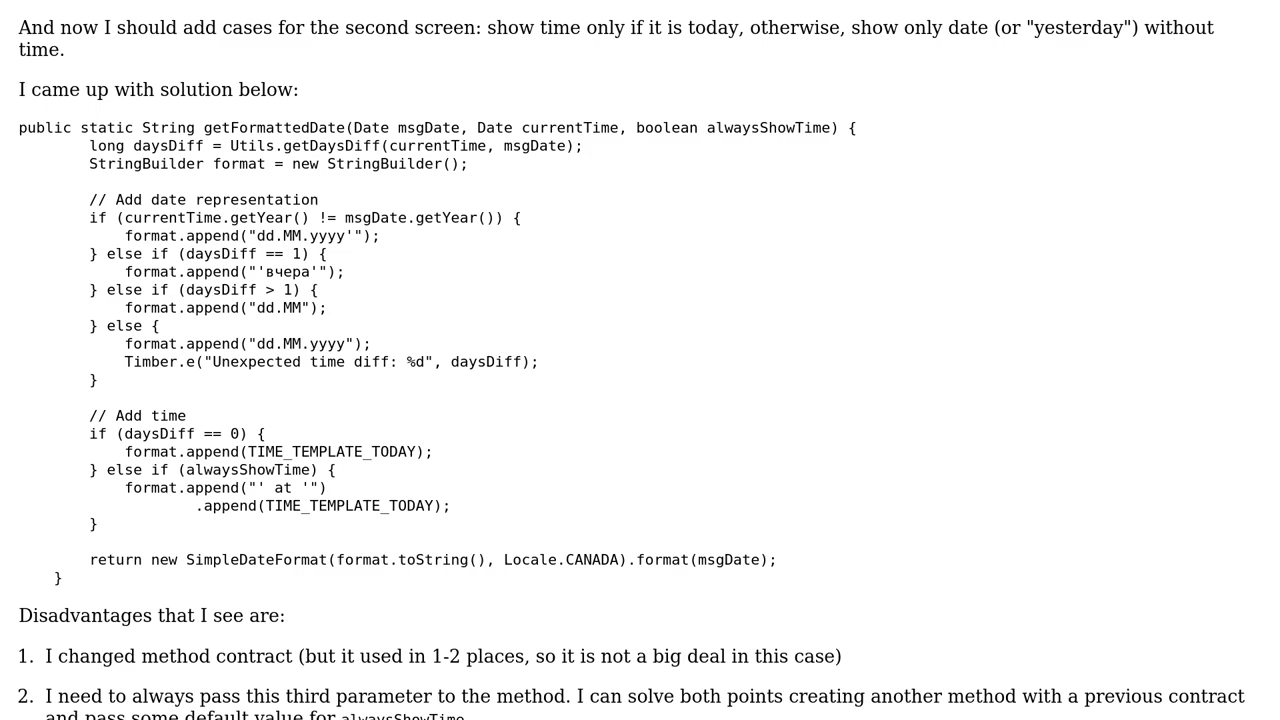 And now I should add cases for the second screen: show time only if it is today, otherwise, show only date (or "yesterday") without
time.
I came up with solution below:
public static String getFormattedDate(Date msgDate, Date currentTime, boolean alwaysShowTime) {
        long daysDiff = Utils.getDaysDiff(currentTime, msgDate);
        StringBuilder format = new StringBuilder();

        // Add date representation
        if (currentTime.getYear() != msgDate.getYear()) {
            format.append("dd.MM.yyyy'");
        } else if (daysDiff == 1) {
            format.append("'вчера'");
        } else if (daysDiff > 1) {
            format.append("dd.MM");
        } else {
            format.append("dd.MM.yyyy");
            Timber.e("Unexpected time diff: %d", daysDiff);
        }

        // Add time
        if (daysDiff == 0) {
            format.append(TIME_TEMPLATE_TODAY);
        } else if (alwaysShowTime) {
            format.append("' at '")
                    .append(TIME_TEMPLATE_TODAY);
        }

        return new SimpleDateFormat(format.toString(), Locale.CANADA).format(msgDate);
    }
Disadvantages that I see are:
1. I changed method contract (but it used in 1-2 places, so it is not a big deal in this case)
2. I need to always pass this third parameter to the method. I can solve both points creating another method with a previous contract
and pass some default value for alwaysShowTime